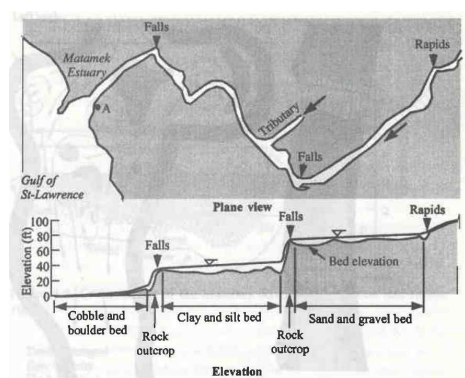 Falls
Rapids
Matamek
Estuary
A
Tributary
Falls
Gulf of
St-Lawrence
Plane view
100
80
60
40
20
0
Elevation (ft)
Falls
Falls
Rapids
Bed elevation
Cobble and
boulder bed
Rock
outcrop
Clay and silt bed
Rock
outcrop
Sand and gravel bed
Elevation